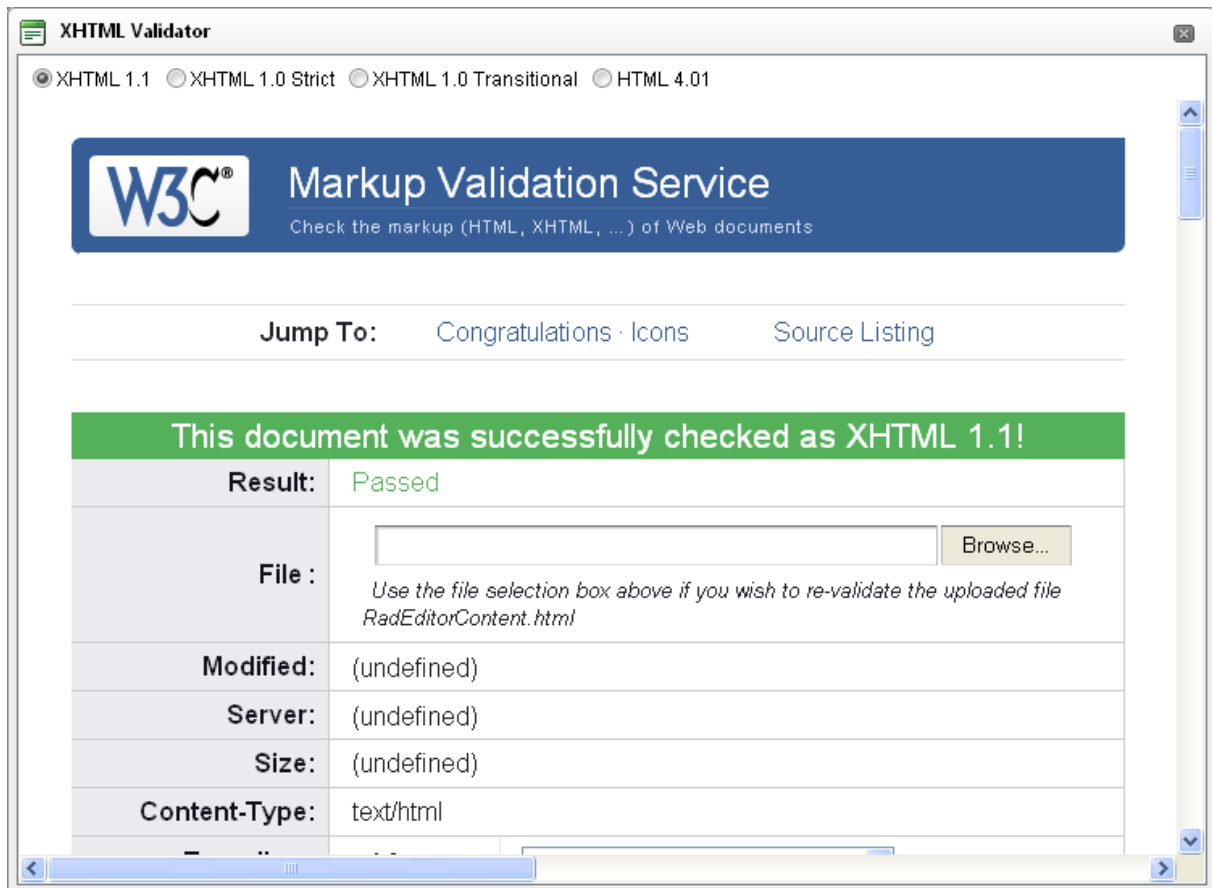 XHTML Validator
XHTML 1.1 XHTML 1.0 Strict XHTML 1.0 Transitional HTML 4.01
W3C® Markup Validation Service
Check the markup (HTML, XHTML, ...) of Web documents
Jump To: Congratulations · Icons Source Listing
This document was successfully checked as XHTML 1.1!
Result: Passed
Browse...
File :
Use the file selection box above if you wish to re-validate the uploaded file
RadEditorContent.html
Modified: (undefined)
Server: (undefined)
Size: (undefined)
Content-Type: text/html